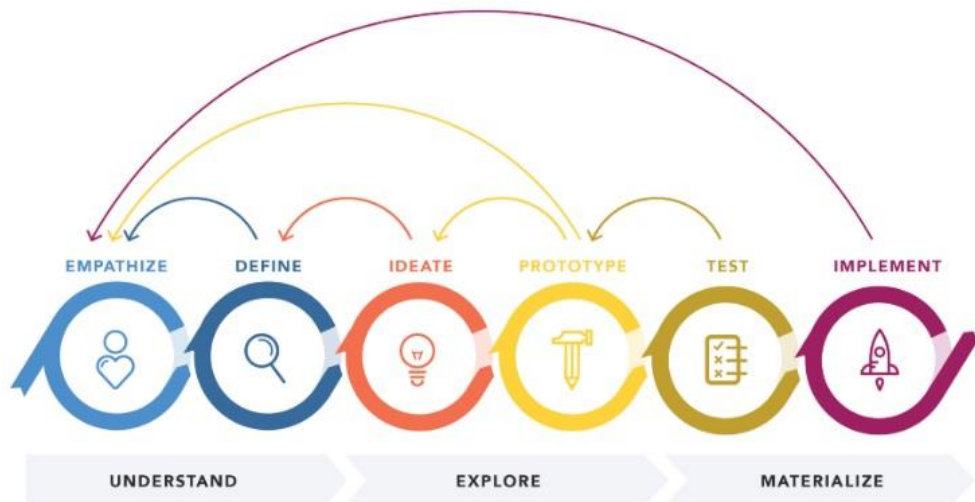 EMPATHIZE DEFINE IDEATE PROTOTYPE TEST IMPLEMENT
UNDERSTAND EXPLORE MATERIALIZE